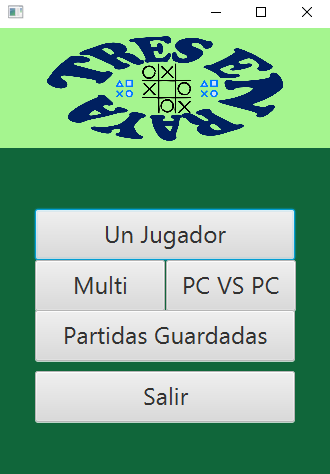 TRES EN
RAYA
Un Jugador
Multi PC VS PC
Partidas Guardadas
Salir